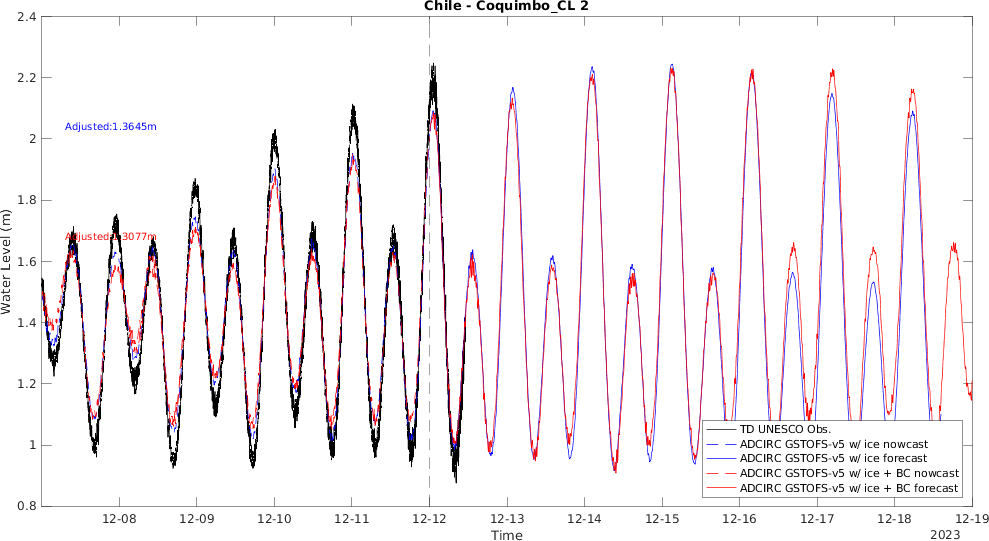 Chile - Coquimbo_CL 2
2.4
2.2
2
1.8
1.6
1.4
1.2
1
0.8
Water Level (m)
Adjusted:1.3645m
Adjusted:1.3077m
TD UNESCO Obs.
ADCIRC GSTOFS-v5 w/ ice nowcast
ADCIRC GSTOFS-v5 w/ ice forecast
ADCIRC GSTOFS-v5 w/ ice + BC nowcast
ADCIRC GSTOFS-v5 w/ ice + BC forecast
12-08 12-09 12-10 12-11 12-12 12-13 12-14 12-15 12-16 12-17 12-18 12-19
Time
2023